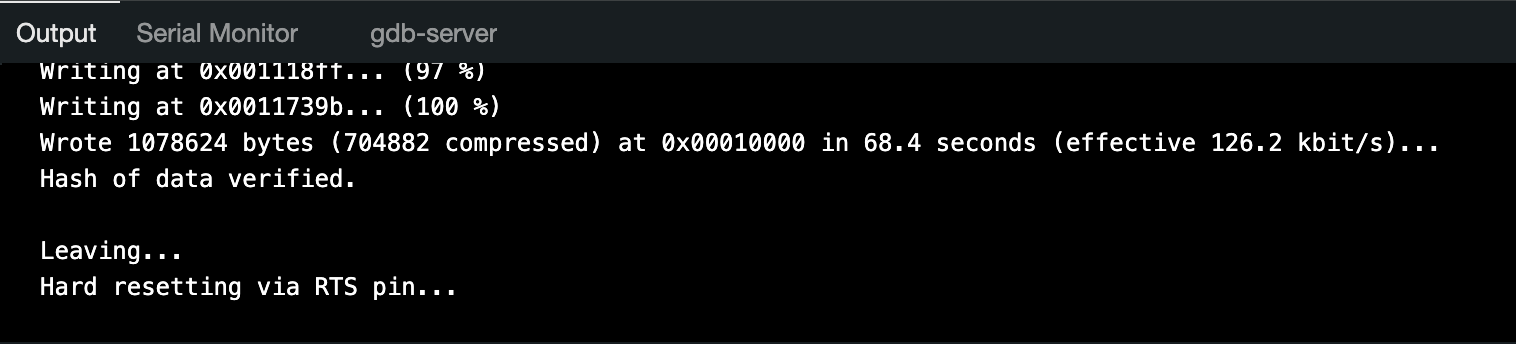 Output Serial Monitor gdb-server
Writing at 0x001118ff... (97 %)
Writing at 0x0011739b... (100 %)
Wrote 1078624 bytes (704882 compressed) at 0x00010000 in 68.4 seconds (effective 126.2 kbit/s)...
Hash of data verified.
Leaving...
Hard resetting via RTS pin...